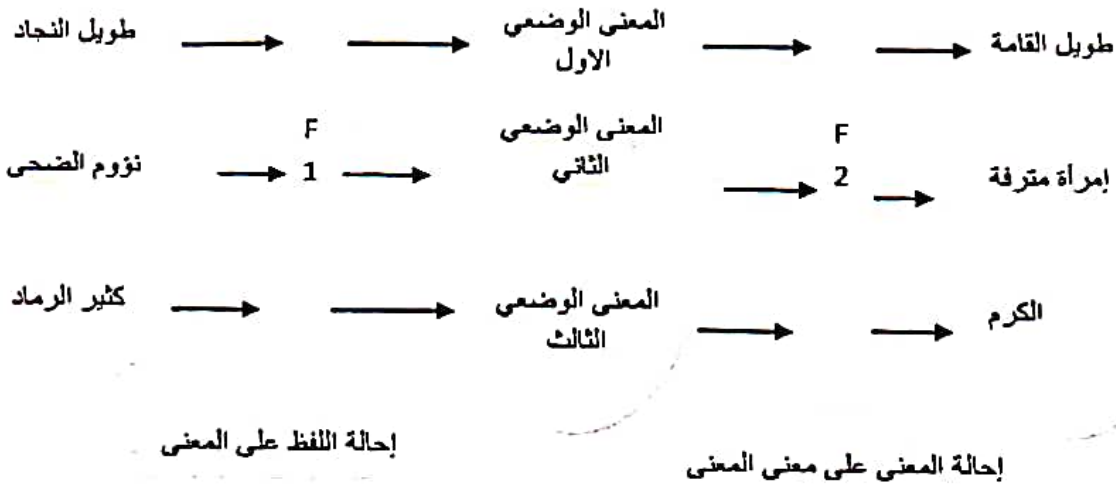 طويل النجاد
المعنى الوضعي
الاول
طويل القامة
نؤوم الضحى
F
1
المعنى الوضعي
الثاني
F
2
إمرأة مترفة
كثير الرماد
المعنى الوضعي
الثالث
الكرم
إحالة اللفظ على المعنى
إحالة المعنى على معنى المعنى